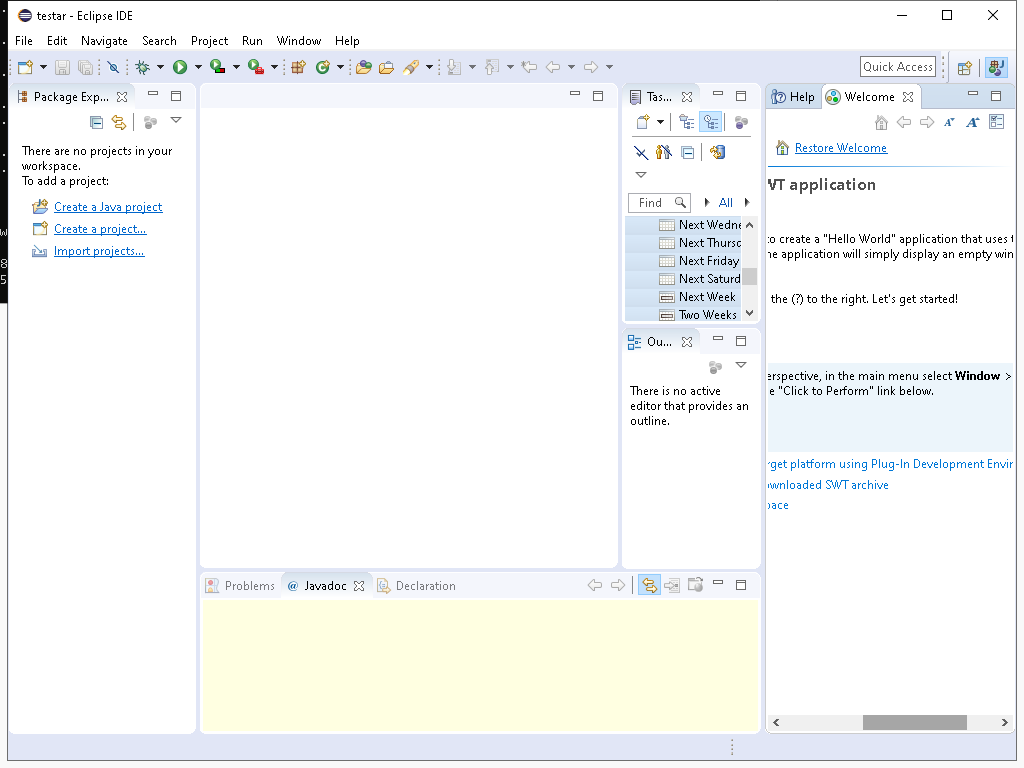 testar - Eclipse IDE
File Edit Navigate Search Project Run Window Help
Quick Access
Package Exp...
There are no projects in your
workspace.
To add a project:
Create a Java project
Create a project...
Import projects...
Tas...
Find
All
Next Wedne
Next Thursd
Next Friday
Next Saturd
Next Week
Two Weeks
Ou...
There is no active
editor that provides an
outline.
Problems
@ Javadoc
Declaration
Help
Welcome
Restore Welcome
WT application
to create a "Hello World" application that uses t
he application will simply display an empty win
the (?) to the right. Let's get started!
erspective, in the main menu select Window >
e "Click to Perform" link below.
rget platform using Plug-In Development Envir
ownloaded SWT archive
pace